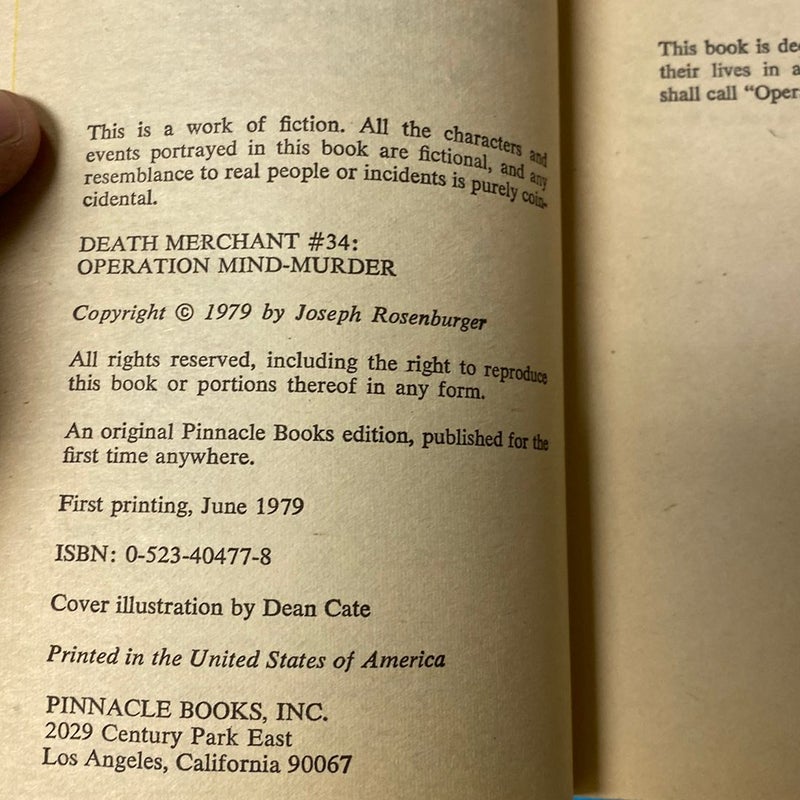 This is a work of fiction. All the characters and
events portrayed in this book are fictional, and any
resemblance to real people or incidents is purely coin-
cidental.
DEATH MERCHANT #34:
OPERATION MIND-MURDER
Copyright © 1979 by Joseph Rosenburger
All rights reserved, including the right to reproduce
this book or portions thereof in any form.
An original Pinnacle Books edition, published for the
first time anywhere.
First printing, June 1979
ISBN: 0-523-40477-8
Cover illustration by Dean Cate
Printed in the United States of America
PINNACLE BOOKS, INC.
2029 Century Park East
Los Angeles, California 90067
This book is
their lives in a
shall call "Oper